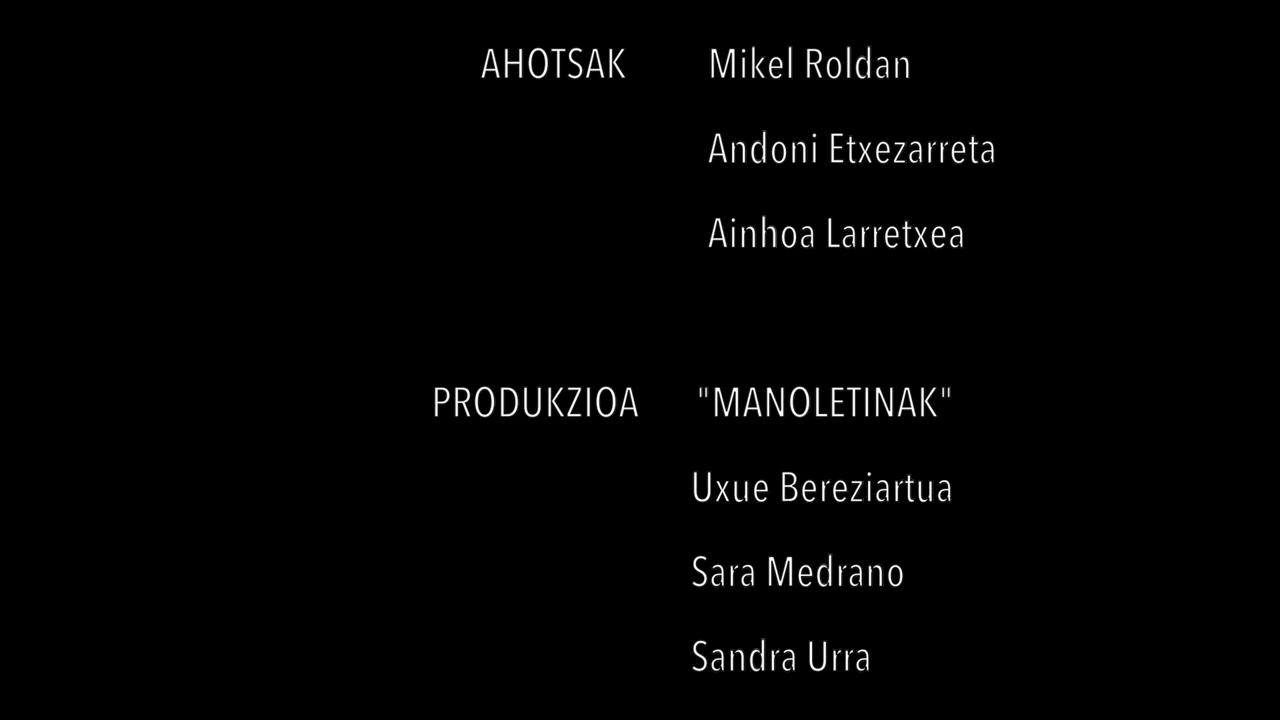 AHOTSAK Mikel Roldan
Andoni Etxezarreta
Ainhoa Larretxea
PRODUKZIOA "MANOLETINAK"
Uxue Bereziartua
Sara Medrano
Sandra Urra